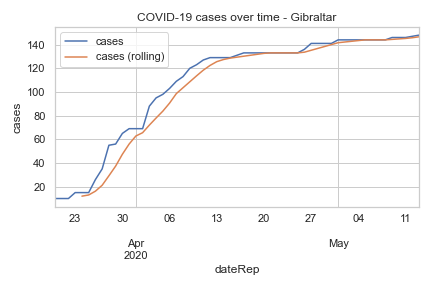 COVID-19 cases over time - Gibraltar
cases
cases (rolling)
140
120
100
80
60
40
20
cases
23 30 06 13 20 27 04 11
Apr May
2020
dateRep